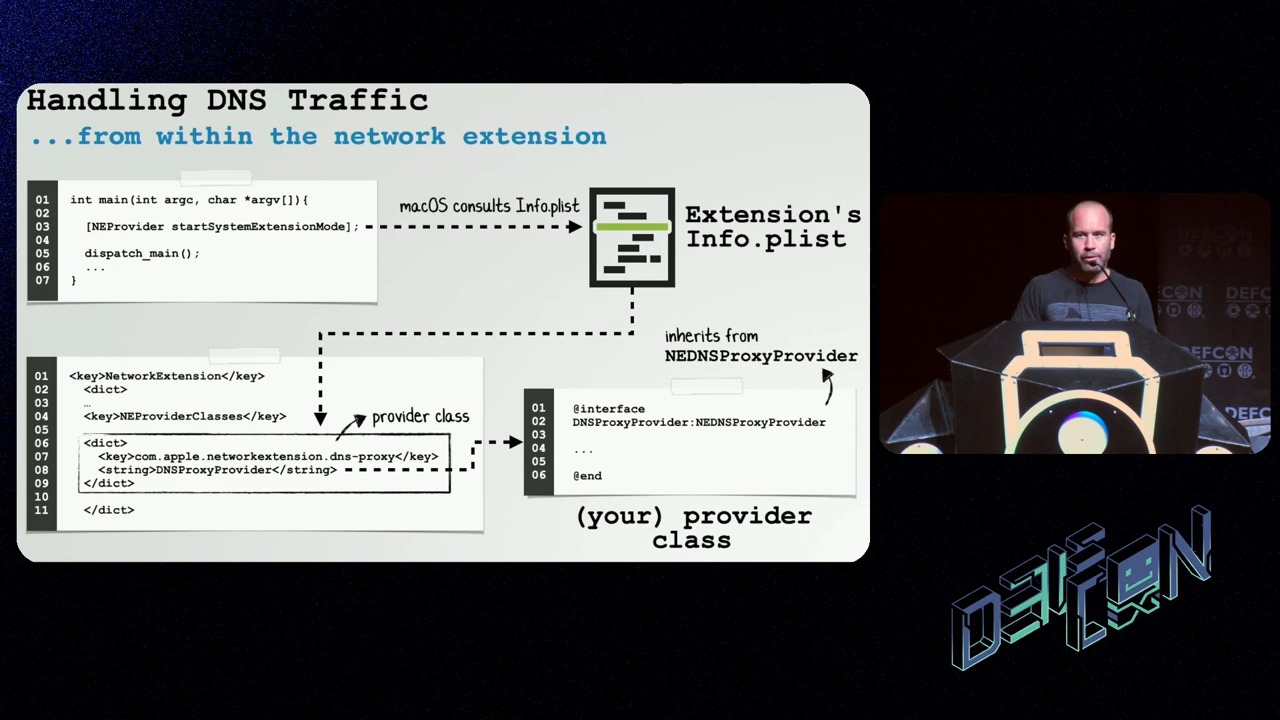 Handling DNS Traffic
...from within the network extension
01 int main(int argc, char *argv[]){
02
03 [NEProvider startSystemExtensionMode];
04
05 dispatch_main();
06 ...
07 }
macOS consults Info.plist
Extension's
Info.plist
inherits from
NEDNSProxyProvider
01 <key>NetworkExtension</key>
02 <dict>
03 …
04 <key>NEProviderClasses</key>
05
06 <dict>
07 <key>com.apple.networkextension.dns-proxy</key>
08 <string>DNSProxyProvider</string>
09 </dict>
10
11 </dict>
provider class
01 @interface
02 DNSProxyProvider:NEDNSProxyProvider
03
04 ...
05
06 @end
(your) provider
class
DEFCON
DEFC
DEFCON
DEFC
DEFCON